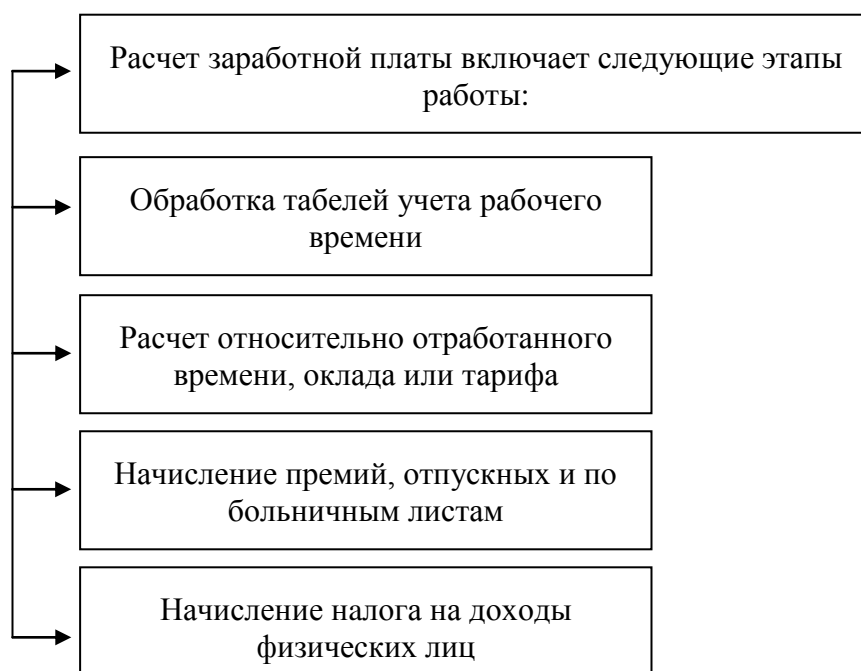 Расчет заработной платы включает следующие этапы
работы:
Обработка табелей учета рабочего
времени
Расчет относительно отработанного
времени, оклада или тарифа
Начисление премий, отпускных и по
больничным листам
Начисление налога на доходы
физических лиц